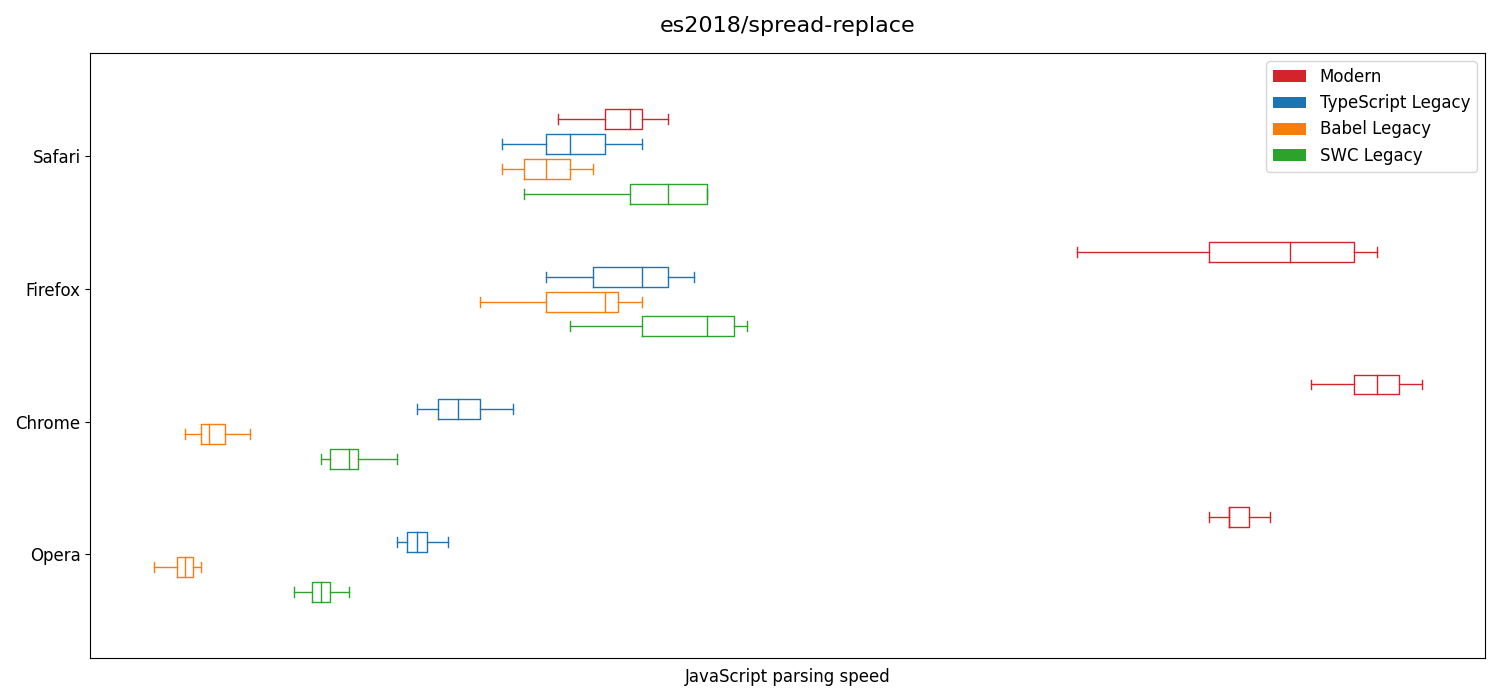 es2018/spread-replace
Modern
TypeScript Legacy
Babel Legacy
SWC Legacy
Safari
Firefox
Chrome
Opera
JavaScript parsing speed